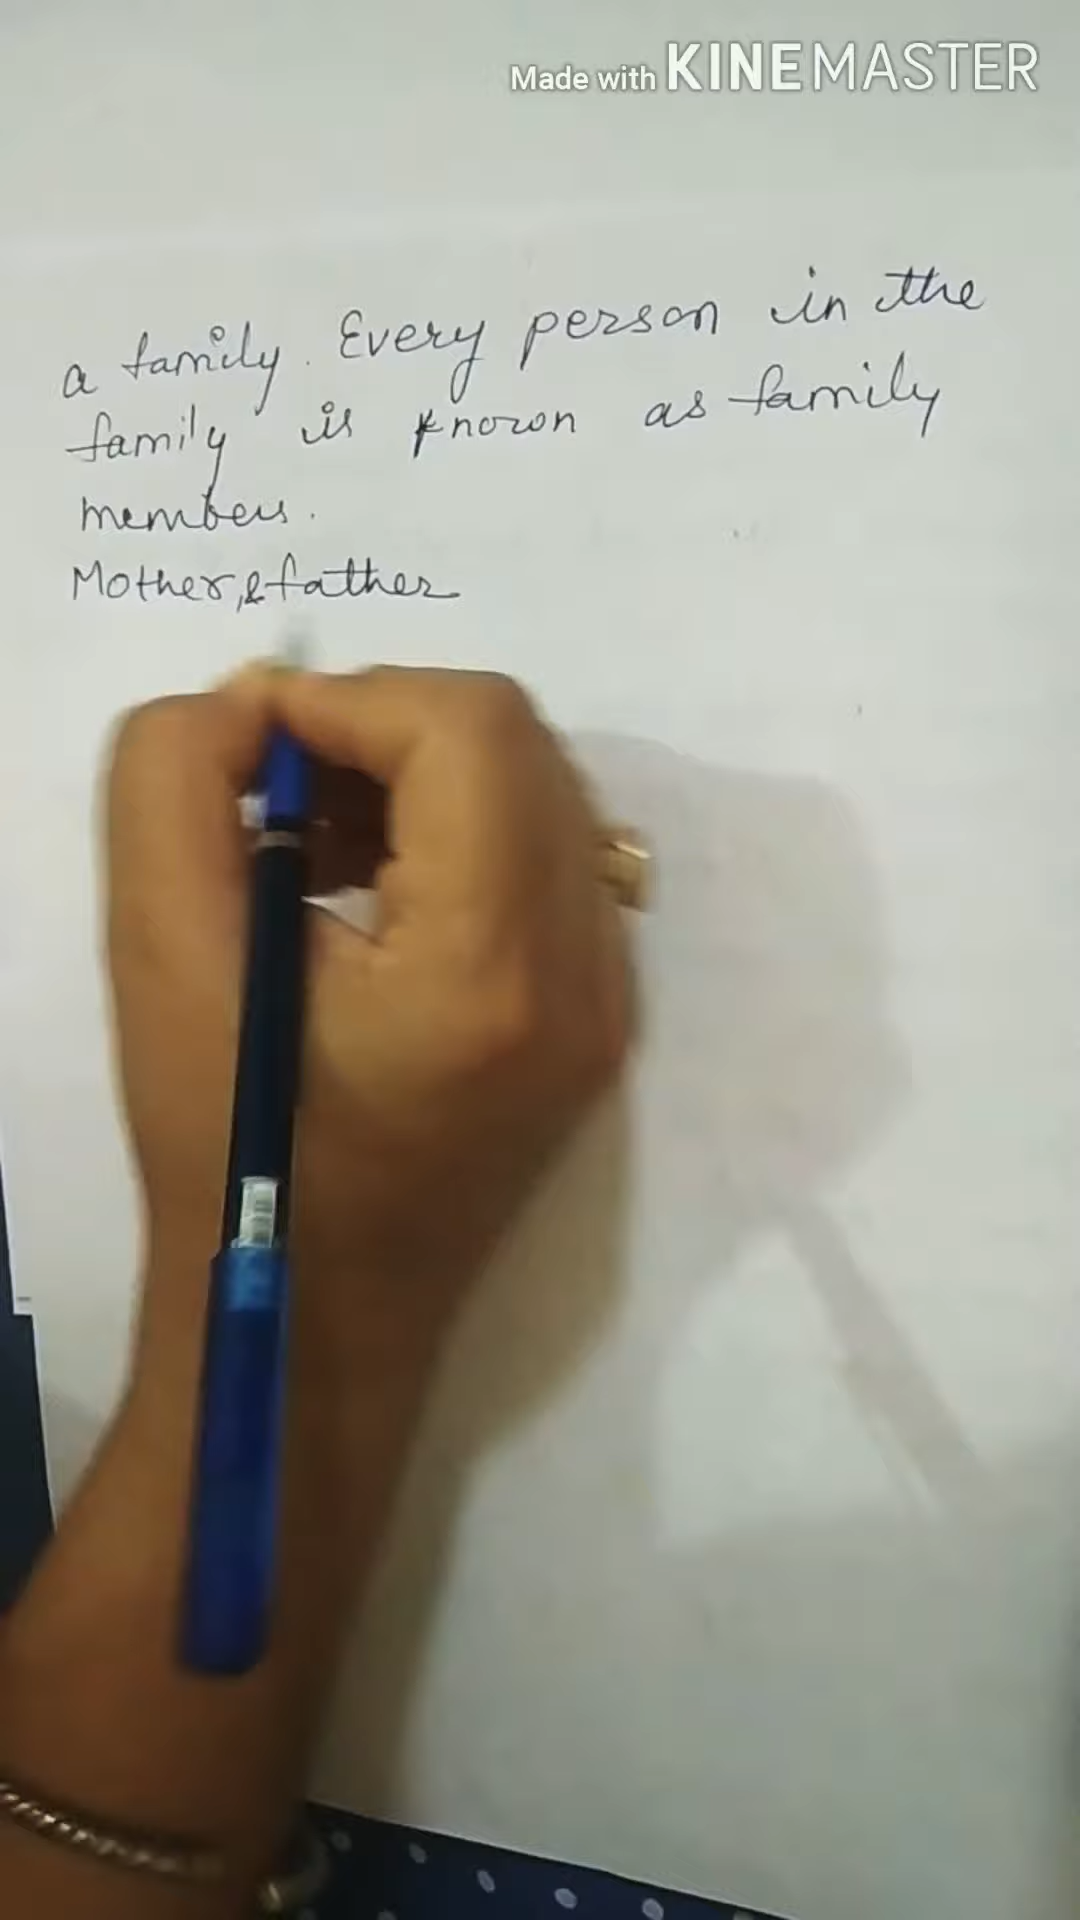 Made with KINEMASTER
a family. Every person in the
family is known as family
members.
Mother,& father